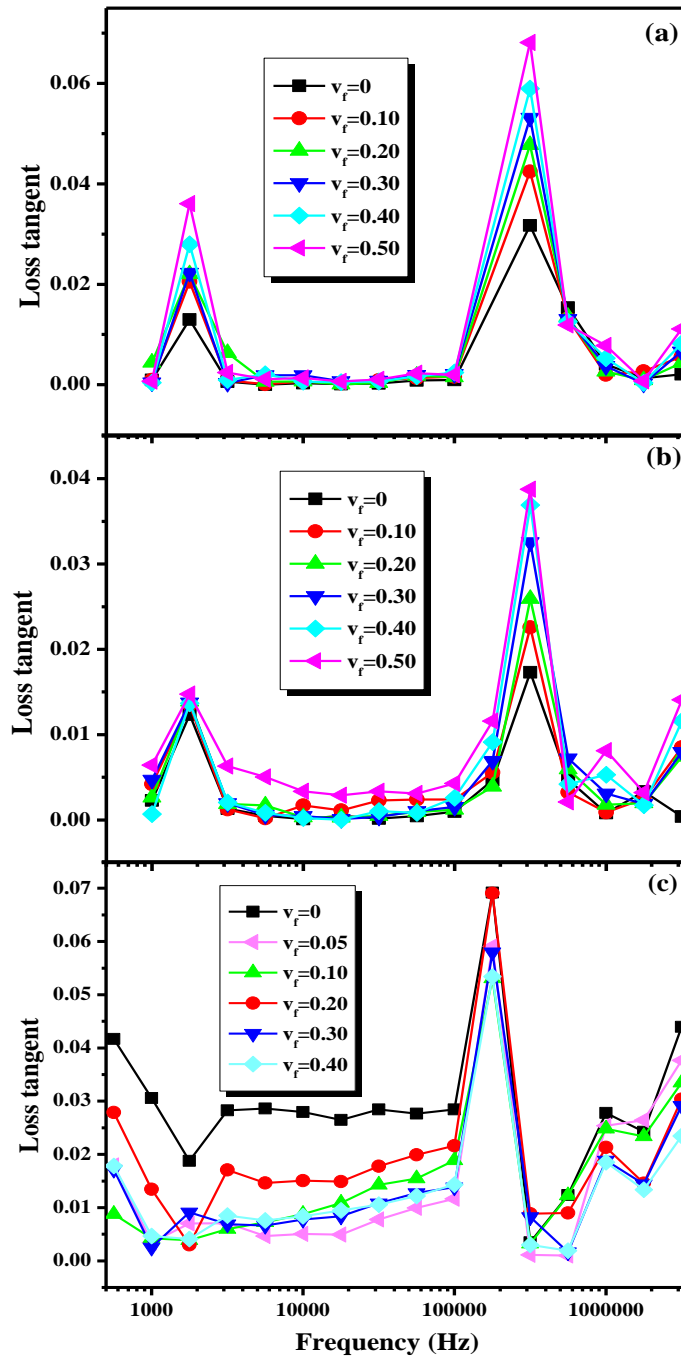 (a)
0.06
0.04
0.02
0.00
Loss tangent
v_f=0
v_f=0.10
v_f=0.20
v_f=0.30
v_f=0.40
v_f=0.50
(b)
0.04
0.03
0.02
0.01
0.00
Loss tangent
v_f=0
v_f=0.10
v_f=0.20
v_f=0.30
v_f=0.40
v_f=0.50
(c)
0.07
0.06
0.05
0.04
0.03
0.02
0.01
0.00
Loss tangent
v_f=0
v_f=0.05
v_f=0.10
v_f=0.20
v_f=0.30
v_f=0.40
1000
10000
100000
1000000
Frequency (Hz)